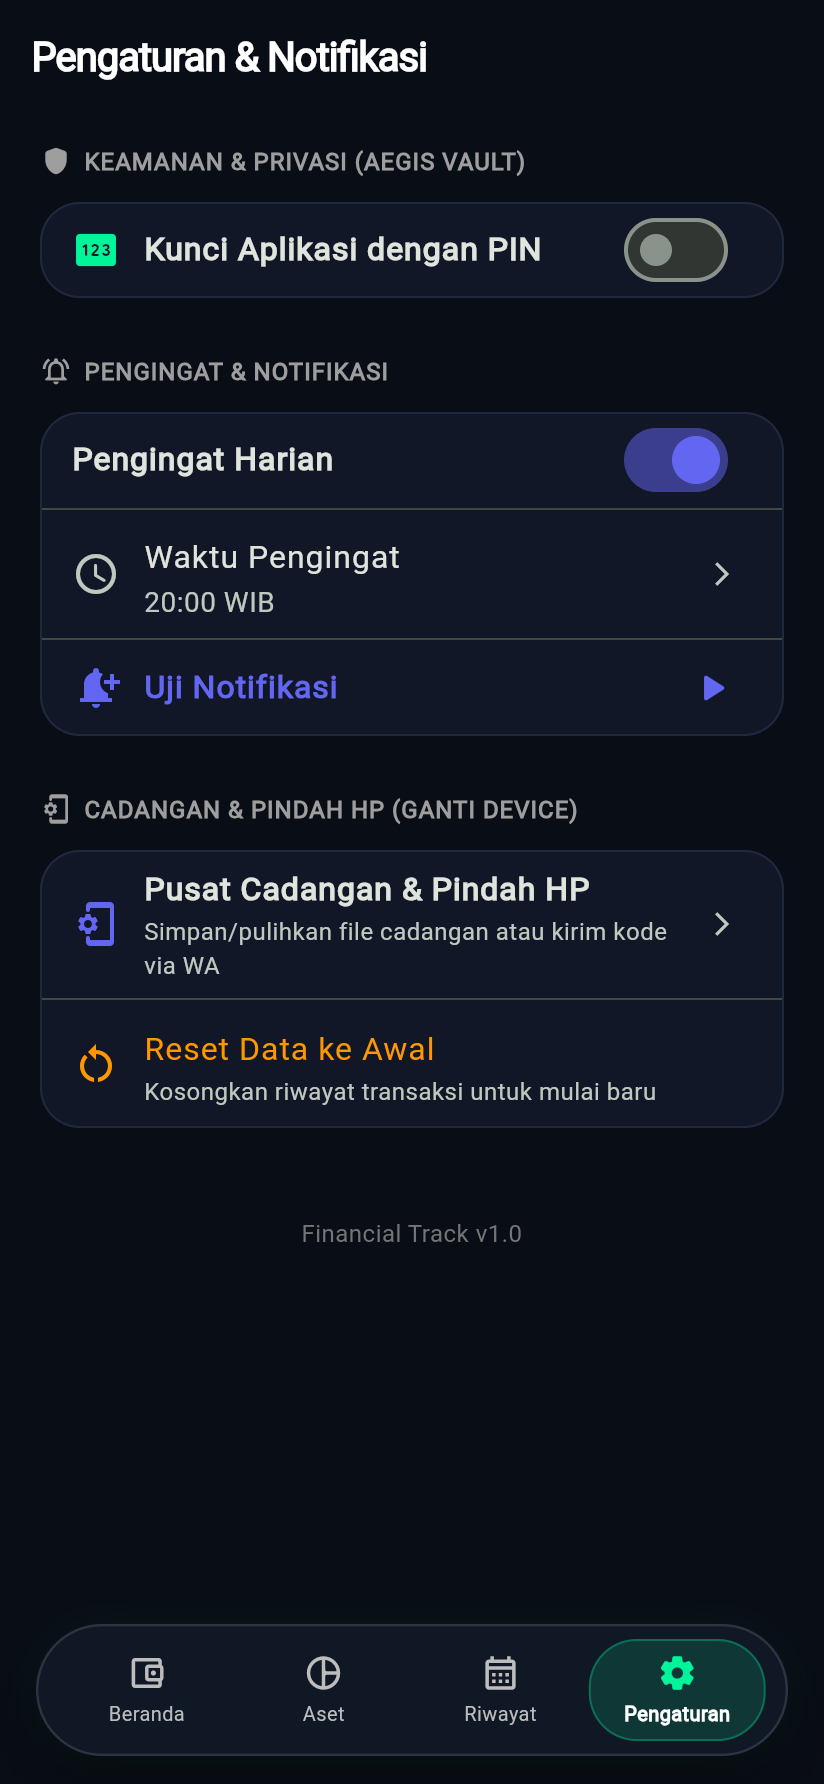 Pengaturan & Notifikasi
KEAMANAN & PRIVASI (AEGIS VAULT)
123
Kunci Aplikasi dengan PIN
PENGINGAT & NOTIFIKASI
Pengingat Harian
Waktu Pengingat
20:00 WIB
Uji Notifikasi
CADANGAN & PINDAH HP (GANTI DEVICE)
Pusat Cadangan & Pindah HP
Simpan/pulihkan file cadangan atau kirim kode
via WA
Reset Data ke Awal
Kosongkan riwayat transaksi untuk mulai baru
Financial Track v1.0
Beranda
Aset
Riwayat
Pengaturan